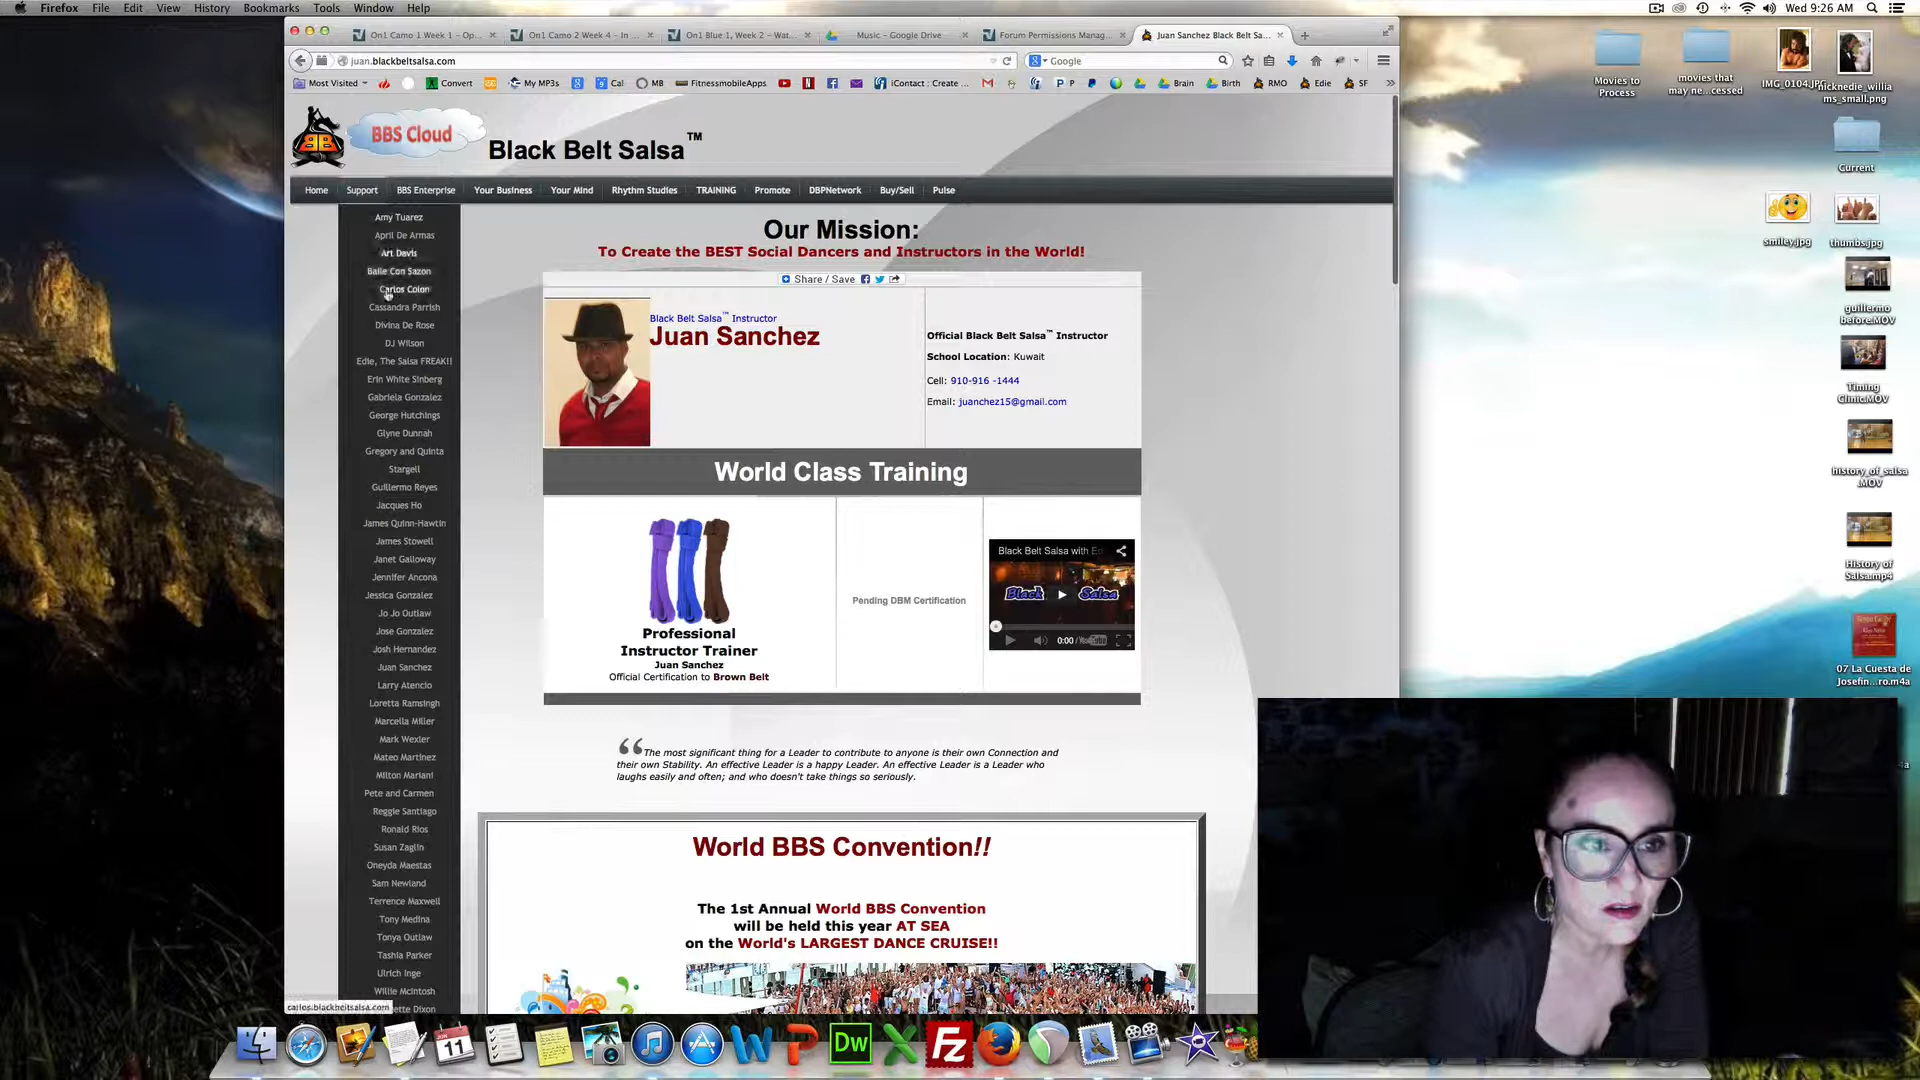 Firefox File Edit View History Bookmarks Tools Window Help
Wed 9:26 AM
On1 Camo 1 Week 1 – Op...
On1 Camo 2 Week 4 – In ...
On1 Blue 1, Week 2 – Wat...
Music – Google Drive
Forum Permissions Manag...
Juan Sanchez Black Belt Sa...
juan.blackbeltsalsa.com
Google
Most Visited
Convert
My MP3s
Cal
MB
FitnessmobileApps
iContact : Create ...
P
Brain
Birth
RMO
Edie
SF
BBS Cloud
Black Belt Salsa™
Home Support BBS Enterprise Your Business Your Mind Rhythm Studies TRAINING Promote DBPNetwork Buy/Sell Pulse
Amy Tuarez
April De Armas
Art Davis
Baile Con Sazon
Carlos Colon
Cassandra Parrish
Divina De Rose
DJ Wilson
Edie, The Salsa FREAK!!
Erin White Sinberg
Gabriela Gonzalez
George Hutchings
Glyne Dunnah
Gregory and Quinta
Stargell
Guillermo Reyes
Jacques Ho
James Quinn-Hawtin
James Stowell
Janet Galloway
Jennifer Ancona
Jessica Gonzalez
Jo Jo Outlaw
Jose Gonzalez
Josh Hernandez
Juan Sanchez
Larry Atencio
Loretta Ramsingh
Marcella Miller
Mark Wexler
Mateo Martinez
Milton Mariani
Pete and Carmen
Reggie Santiago
Ronald Rios
Susan Zaglin
Oneyda Maestas
Sam Newland
Terrence Maxwell
Tony Medina
Tonya Outlaw
Tashia Parker
Ulrich Inge
Willie McIntosh
Dixon
carlos.blackbeltsalsa.com
Our Mission:
To Create the BEST Social Dancers and Instructors in the World!
Share / Save
Black Belt Salsa™ Instructor
Juan Sanchez
Official Black Belt Salsa™ Instructor
School Location: Kuwait
Cell: 910-916 -1444
Email: juanchez15@gmail.com
World Class Training
Professional
Instructor Trainer
Juan Sanchez
Official Certification to Brown Belt
Pending DBM Certification
Black Belt Salsa with Ed
Black Salsa
0:00 / YouTube
The most significant thing for a Leader to contribute to anyone is their own Connection and
their own Stability. An effective Leader is a happy Leader. An effective Leader is a Leader who
laughs easily and often; and who doesn't take things so seriously.
World BBS Convention!!
The 1st Annual World BBS Convention
will be held this year AT SEA
on the World's LARGEST DANCE CRUISE!!
Movies to
Process
movies that
may ne...cessed
IMG_0104.JPG
nicknedie_willia
ms_small.png
Current
smiley.jpg
thumbs.jpg
guillermo
before.MOV
Timing
Clinic.MOV
history_of_salsa
.MOV
History of
Salsa.mp4
07 La Cuesta de
Josefin...ro.m4a
JUN
11
W
P
Dw
X
Fz